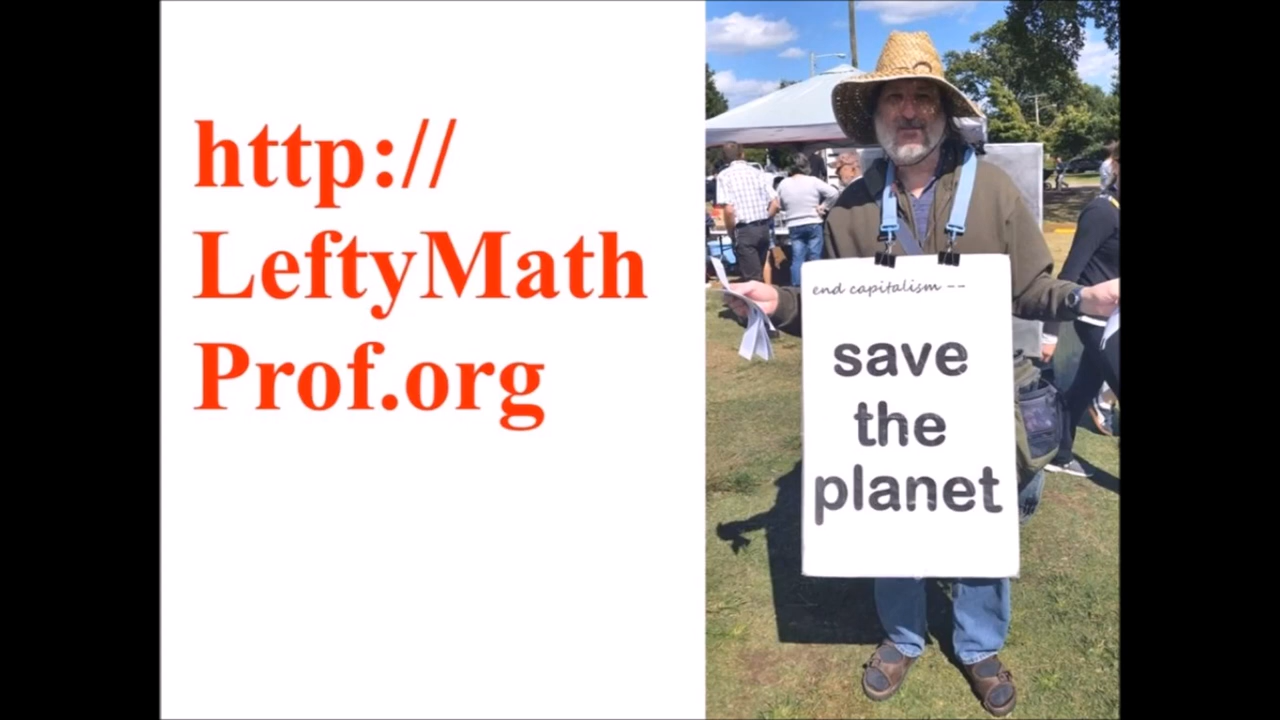 http://
LeftyMath
Prof.org
end capitalism --
save
the
planet